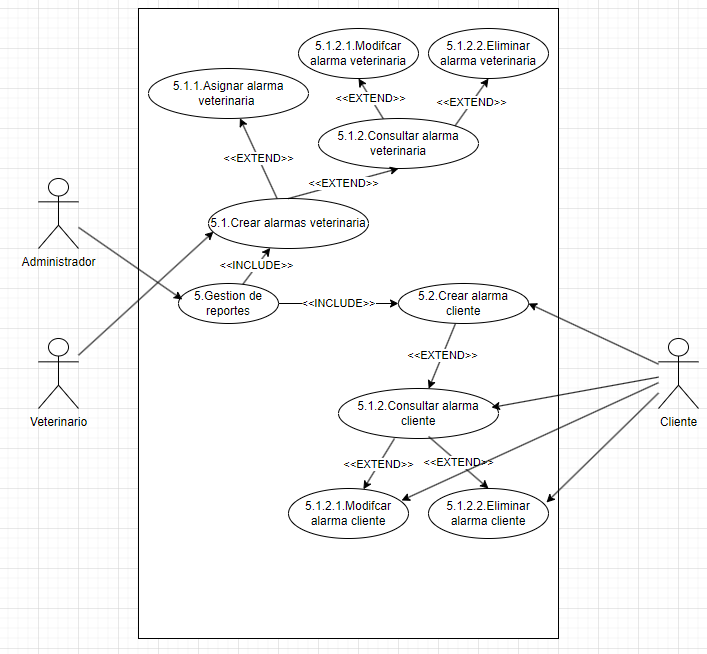 5.1.2.1.Modifcar
alarma veterinaria
5.1.2.2.Eliminar
alarma veterinaria
5.1.1.Asignar alarma
veterinaria
<<EXTEND>>
<<EXTEND>>
5.1.2.Consultar alarma
veterinaria
<<EXTEND>>
<<EXTEND>>
5.1.Crear alarmas veterinaria
Administrador
<<INCLUDE>>
5.Gestion de
reportes
<<INCLUDE>>
5.2.Crear alarma
cliente
<<EXTEND>>
Veterinario
5.1.2.Consultar alarma
cliente
Cliente
<<EXTEND>>
<<EXTEND>>
5.1.2.1.Modifcar
alarma cliente
5.1.2.2.Eliminar
alarma cliente